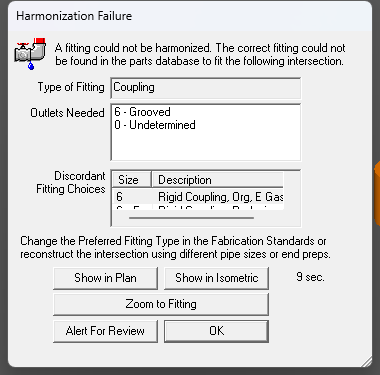 Harmonization Failure
A fitting could not be harmonized. The correct fitting could not
be found in the parts database to fit the following intersection.
Type of Fitting
Coupling
Outlets Needed
6 - Grooved
0 - Undetermined
Discordant
Fitting Choices
Size Description
6 Rigid Coupling, Org, E Gas
Change the Preferred Fitting Type in the Fabrication Standards or
reconstruct the intersection using different pipe sizes or end preps.
Show in Plan
Show in Isometric
9 sec.
Zoom to Fitting
Alert For Review
OK